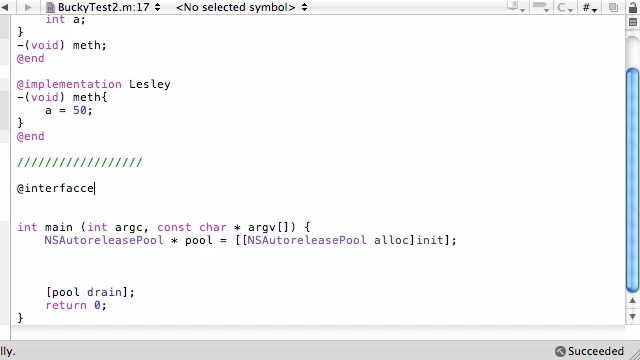 BuckyTest2.m:17 <No selected symbol> C #
int a;
}
-(void) meth;
@end
@implementation Lesley
-(void) meth{
a = 50;
}
@end
//////////////////
@interfacce
int main (int argc, const char * argv[]) {
NSAutoreleasePool * pool = [[NSAutoreleasePool alloc]init];
[pool drain];
return 0;
}
lly. Succeeded